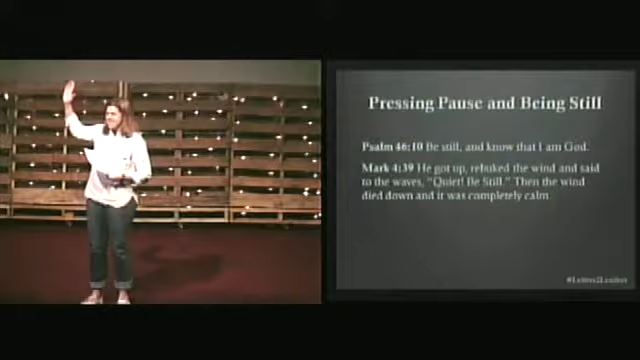 Pressing Pause and Being Still
Psalm 46:10 Be still, and know that I am God.
Mark 4:39 He got up, rebuked the wind and said
to the waves, "Quiet! Be Still." Then the wind
died down and it was completely calm